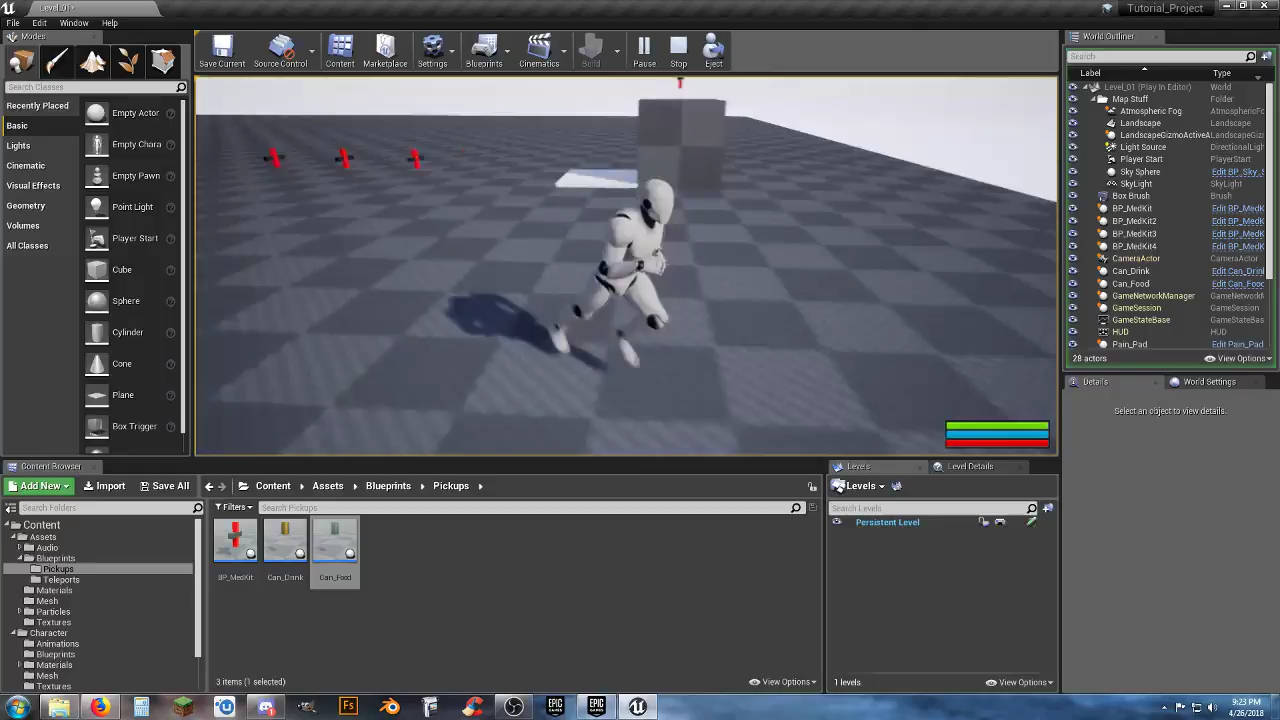 Level_01*
Tutorial_Project
File Edit Window Help
Modes
Search Classes
Recently Placed
Basic
Lights
Cinematic
Visual Effects
Geometry
Volumes
All Classes
Empty Actor
Empty Chara
Empty Pawn
Point Light
Player Start
Cube
Sphere
Cylinder
Cone
Plane
Box Trigger
Save Current
Source Control
Content
Marketplace
Settings
Blueprints
Cinematics
Build
Pause
Stop
Eject
World Outliner
Search
Label Type
Level_01 (Play In Editor) World
Map Stuff Folder
Atmospheric Fog AtmosphericF
Landscape Landscape
LandscapeGizmoActiveA LandscapeGiz
Light Source DirectionalLigh
Player Start PlayerStart
Sky Sphere Edit BP_Sky_S
SkyLight SkyLight
Box Brush Brush
BP_MedKit Edit BP_MedK
BP_MedKit2 Edit BP_MedK
BP_MedKit3 Edit BP_MedK
BP_MedKit4 Edit BP_MedK
CameraActor CameraActor
Can_Drink Edit Can_Drin
Can_Food Edit Can_Food
GameNetworkManager GameNetwork
GameSession GameSession
GameStateBase GameStateBas
HUD HUD
Pain_Pad Edit Pain_Pad
28 actors View Options
Details World Settings
Select an object to view details.
Content Browser
Add New Import Save All
Content Assets Blueprints Pickups
Search Folders
Filters Search Pickups
Content
Assets
Audio
Blueprints
Pickups
Teleports
Materials
Mesh
Particles
Textures
Character
Animations
Blueprints
Materials
Mesh
Textures
BP_MedKit Can_Drink Can_Food
3 items (1 selected) View Options
Levels Level Details
Levels
Search Levels
Persistent Level
1 levels View Options
Fs
EPIC GAMES
EPIC GAMES
9:23 PM
4/26/2018